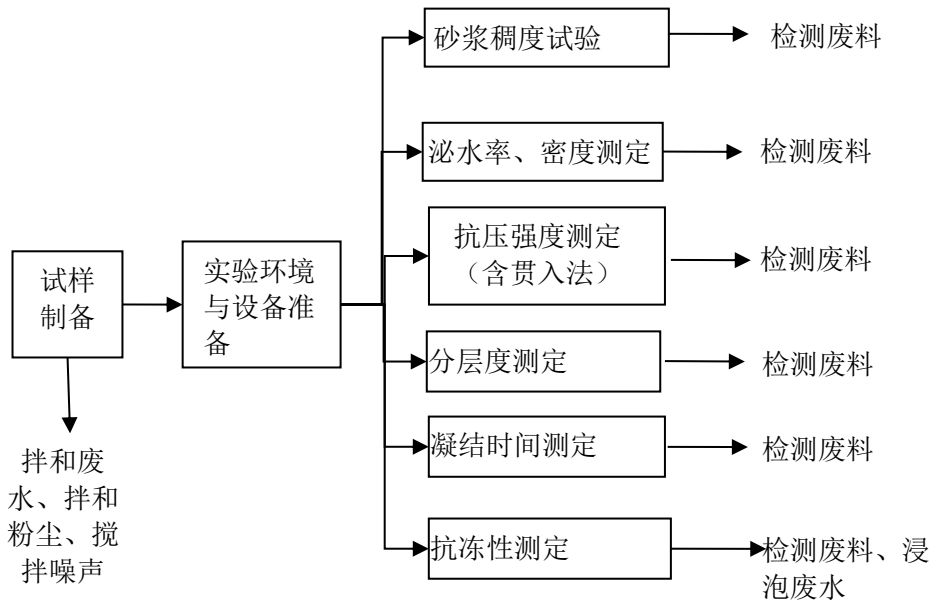 试样
制备
拌和废
水、拌和
粉尘、搅
拌噪声
实验环境
与设备准
备
砂浆稠度试验
检测废料
泌水率、密度测定
检测废料
抗压强度测定
（含贯入法）
检测废料
分层度测定
检测废料
凝结时间测定
检测废料
抗冻性测定
检测废料、浸
泡废水